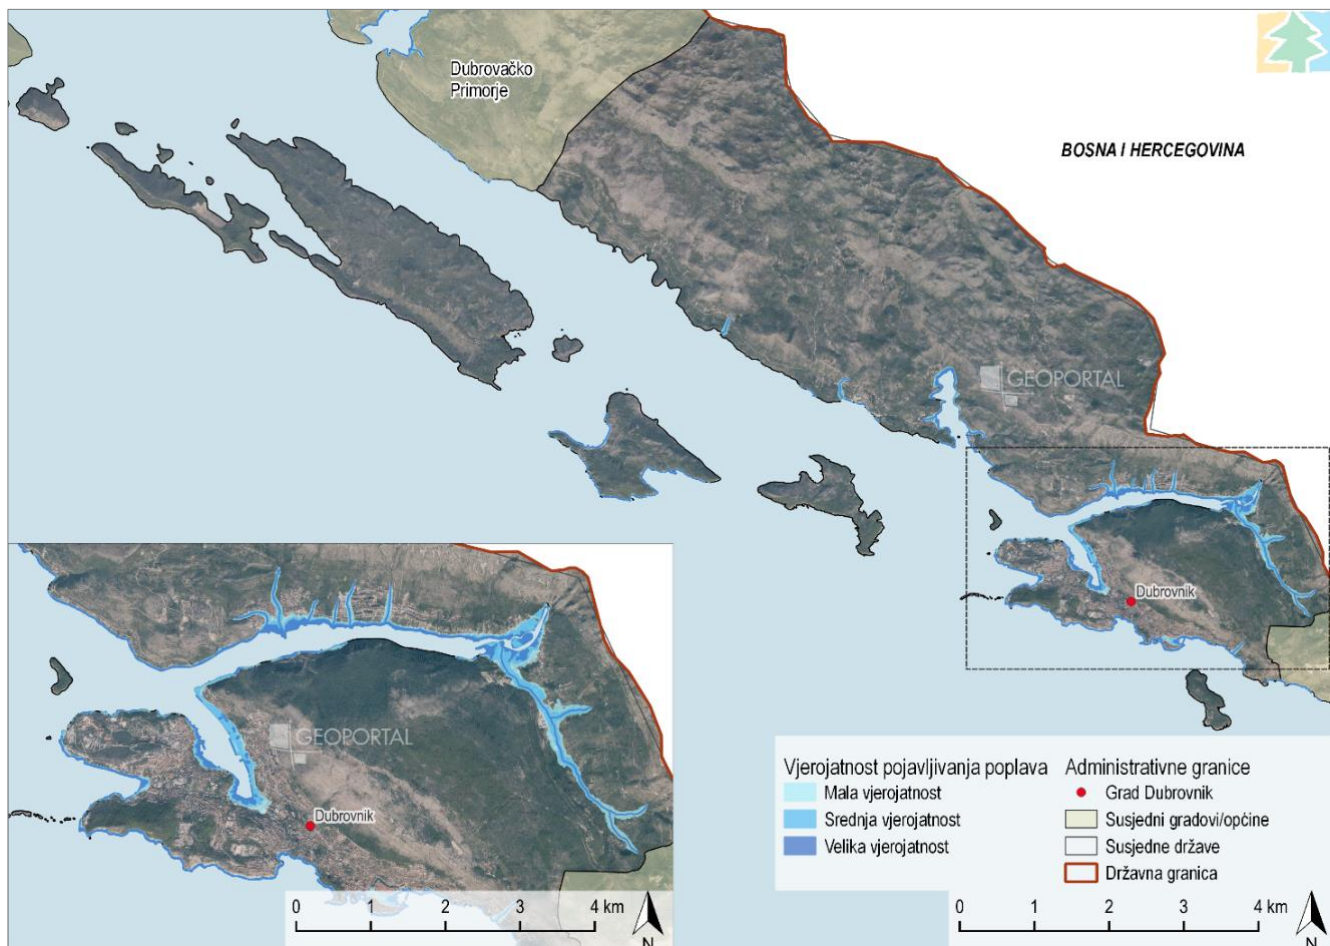 Dubrovačko
Primorje
BOSNA I HERCEGOVINA
GEOPORTAL
Dubrovnik
GEOPORTAL
Dubrovnik
Vjerojatnost pojavljivanja poplava
Mala vjerojatnost
Srednja vjerojatnost
Velika vjerojatnost
Administrativne granice
Grad Dubrovnik
Susjedni gradovi/općine
Susjedne države
Državna granica
0 1 2 3 4 km
N
0 1 2 3 4 km
N